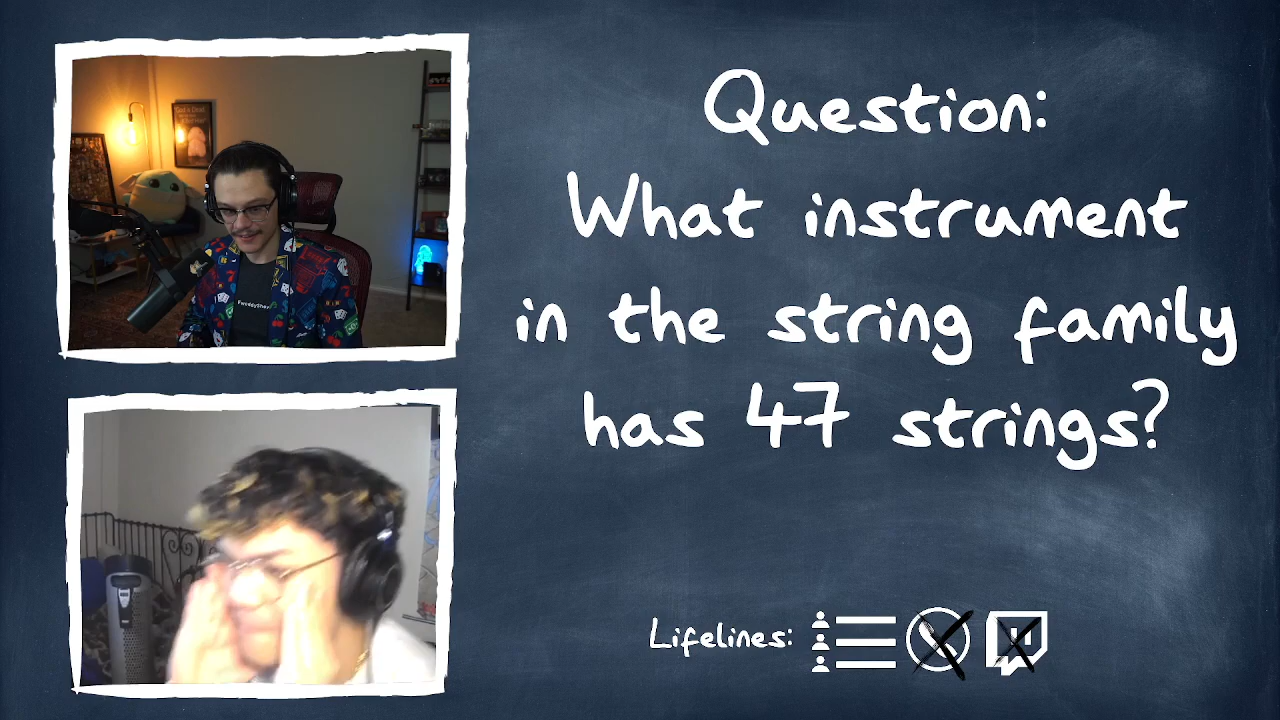 Question:
What instrument
in the string family
has 47 strings?
Lifelines: